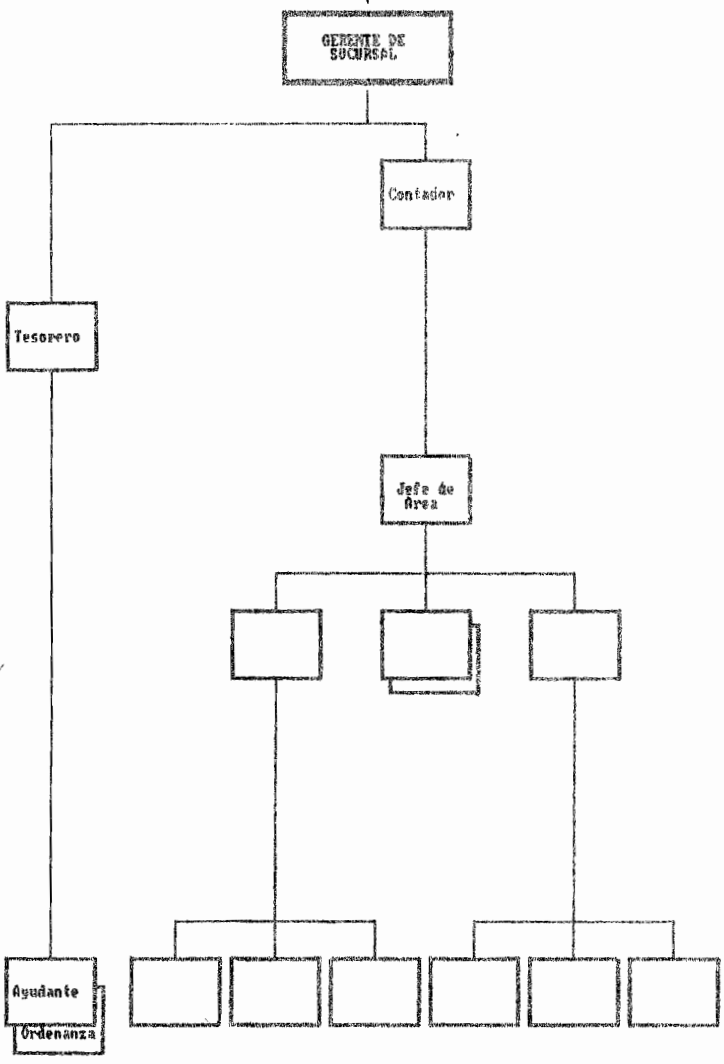 GERENTE DE
SUCURSAL
Contador
Tesorero
Jefe de
Area
Ayudante
Ordenanza